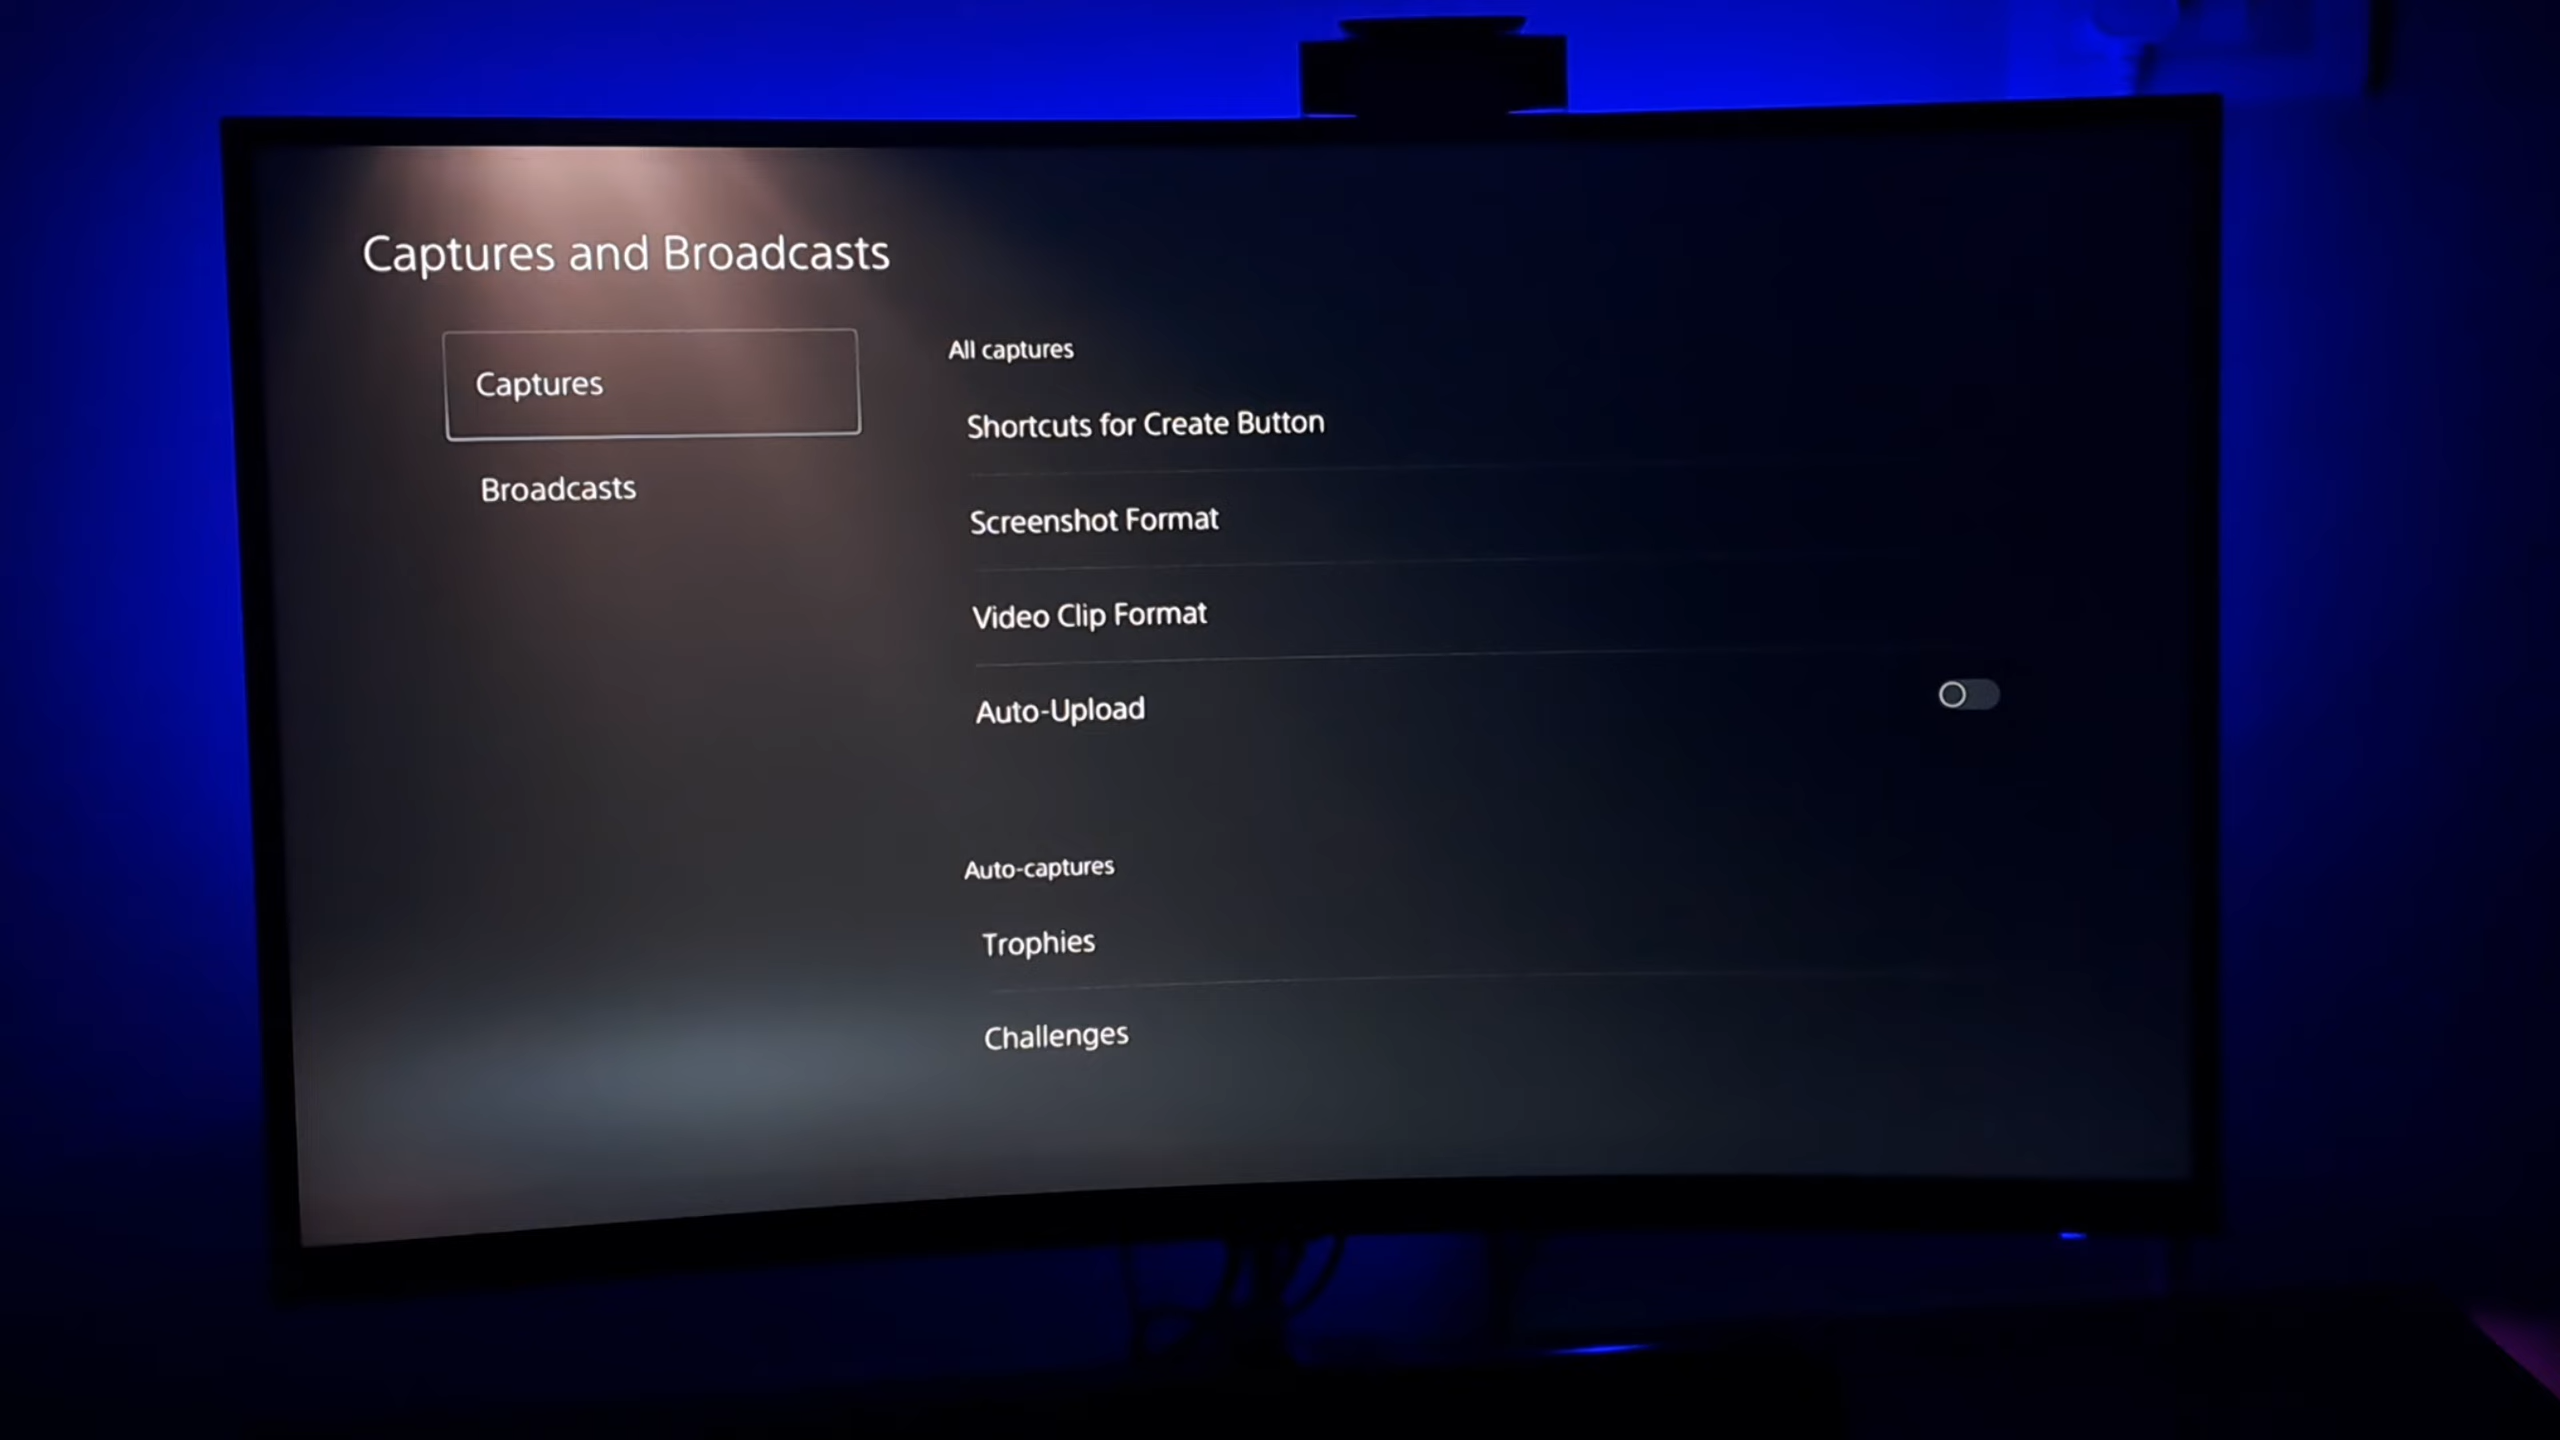 Captures and Broadcasts
Captures
Broadcasts
All captures
Shortcuts for Create Button
Screenshot Format
Video Clip Format
Auto-Upload
Auto-captures
Trophies
Challenges